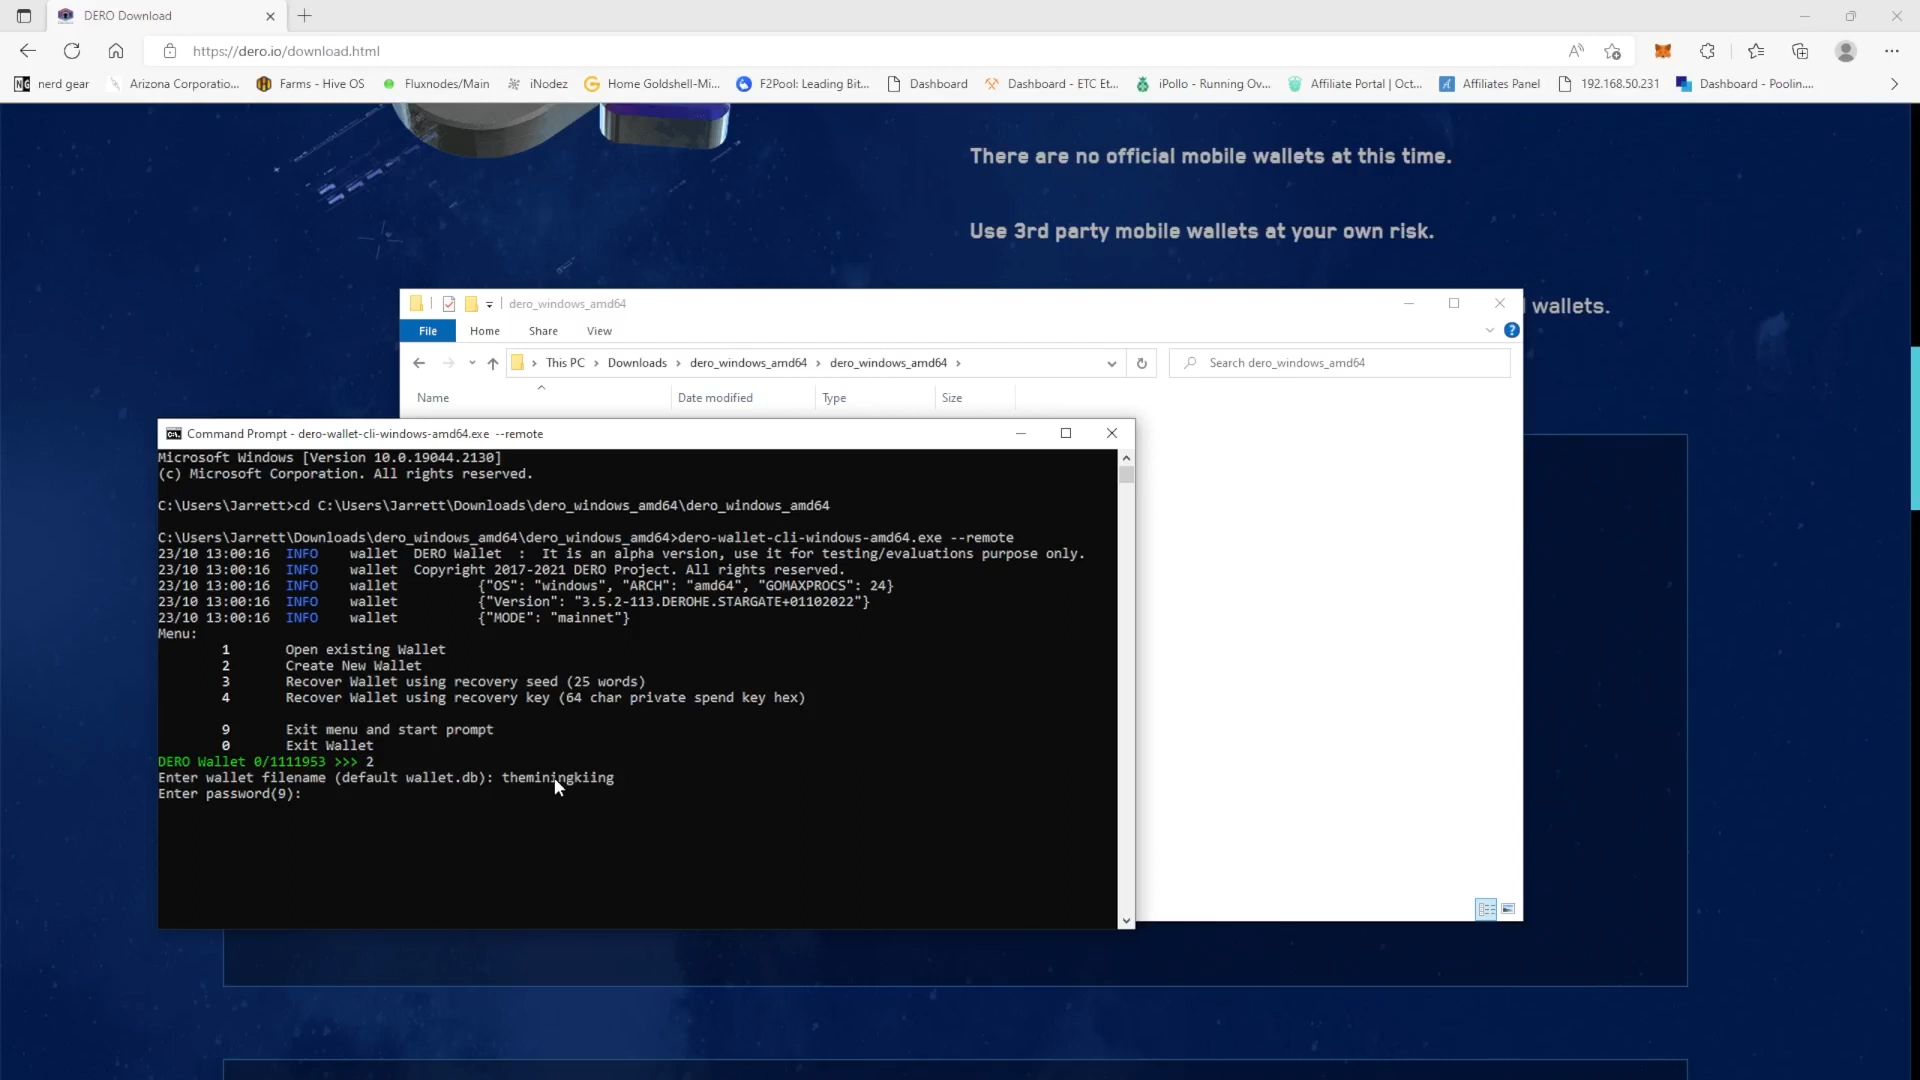 DERO Download
https://dero.io/download.html
nerd gear
Arizona Corporatio...
Farms - Hive OS
Fluxnodes/Main
iNodez
Home Goldshell-Mi...
F2Pool: Leading Bit...
Dashboard
Dashboard - ETC Et...
iPollo - Running Ov...
Affiliate Portal | Oct...
Affiliates Panel
192.168.50.231
Dashboard - Poolin....
There are no official mobile wallets at this time.
Use 3rd party mobile wallets at your own risk.
wallets.
dero_windows_amd64
File Home Share View
This PC > Downloads > dero_windows_amd64 > dero_windows_amd64 >
Search dero_windows_amd64
Name Date modified Type Size
Command Prompt - dero-wallet-cli-windows-amd64.exe --remote
Microsoft Windows [Version 10.0.19044.2130]
(c) Microsoft Corporation. All rights reserved.
C:\Users\Jarrett>cd C:\Users\Jarrett\Downloads\dero_windows_amd64\dero_windows_amd64
C:\Users\Jarrett\Downloads\dero_windows_amd64\dero_windows_amd64>dero-wallet-cli-windows-amd64.exe --remote
23/10 13:00:16 INFO wallet DERO Wallet : It is an alpha version, use it for testing/evaluations purpose only.
23/10 13:00:16 INFO wallet Copyright 2017-2021 DERO Project. All rights reserved.
23/10 13:00:16 INFO wallet {"OS": "windows", "ARCH": "amd64", "GOMAXPROCS": 24}
23/10 13:00:16 INFO wallet {"Version": "3.5.2-113.DEROHE.STARGATE+01102022"}
23/10 13:00:16 INFO wallet {"MODE": "mainnet"}
Menu:
1 Open existing Wallet
2 Create New Wallet
3 Recover Wallet using recovery seed (25 words)
4 Recover Wallet using recovery key (64 char private spend key hex)
9 Exit menu and start prompt
0 Exit Wallet
DERO Wallet 0/1111953 >>> 2
Enter wallet filename (default wallet.db): theminingkiing
Enter password(9):